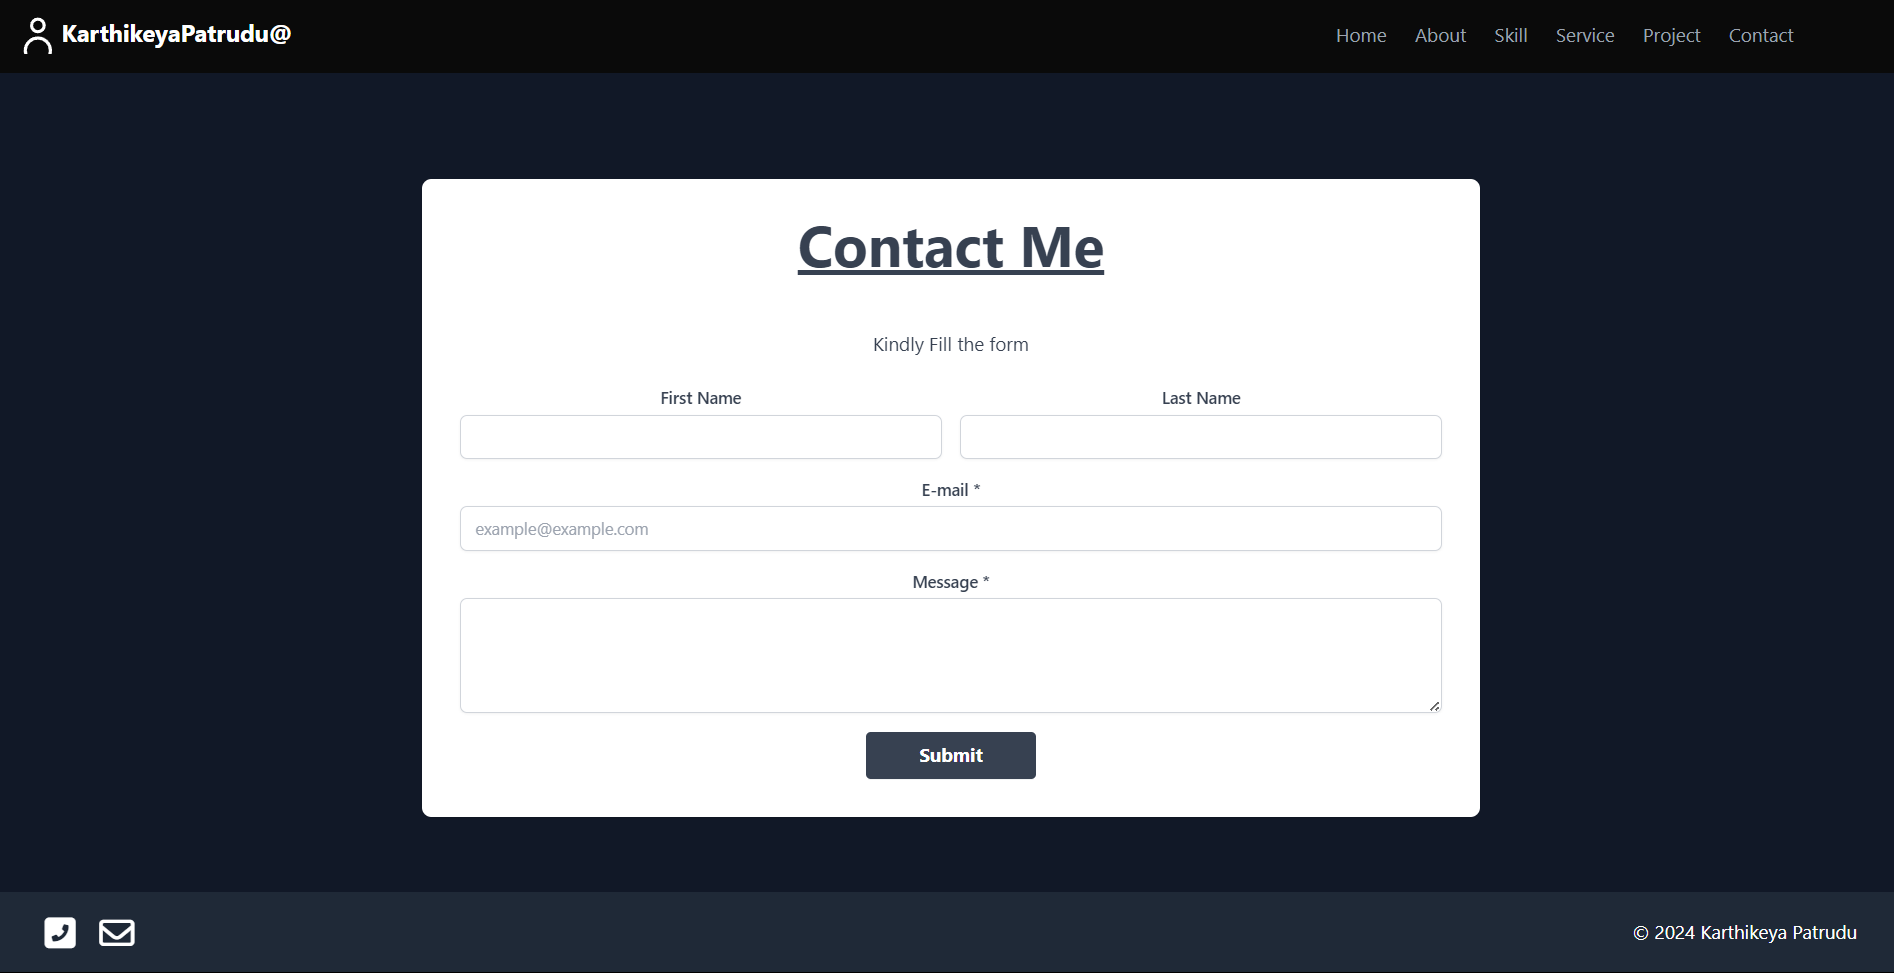 KarthikeyaPatrudu@
Home About Skill Service Project Contact
Contact Me
Kindly Fill the form
First Name Last Name
E-mail *
example@example.com
Message *
Submit
© 2024 Karthikeya Patrudu